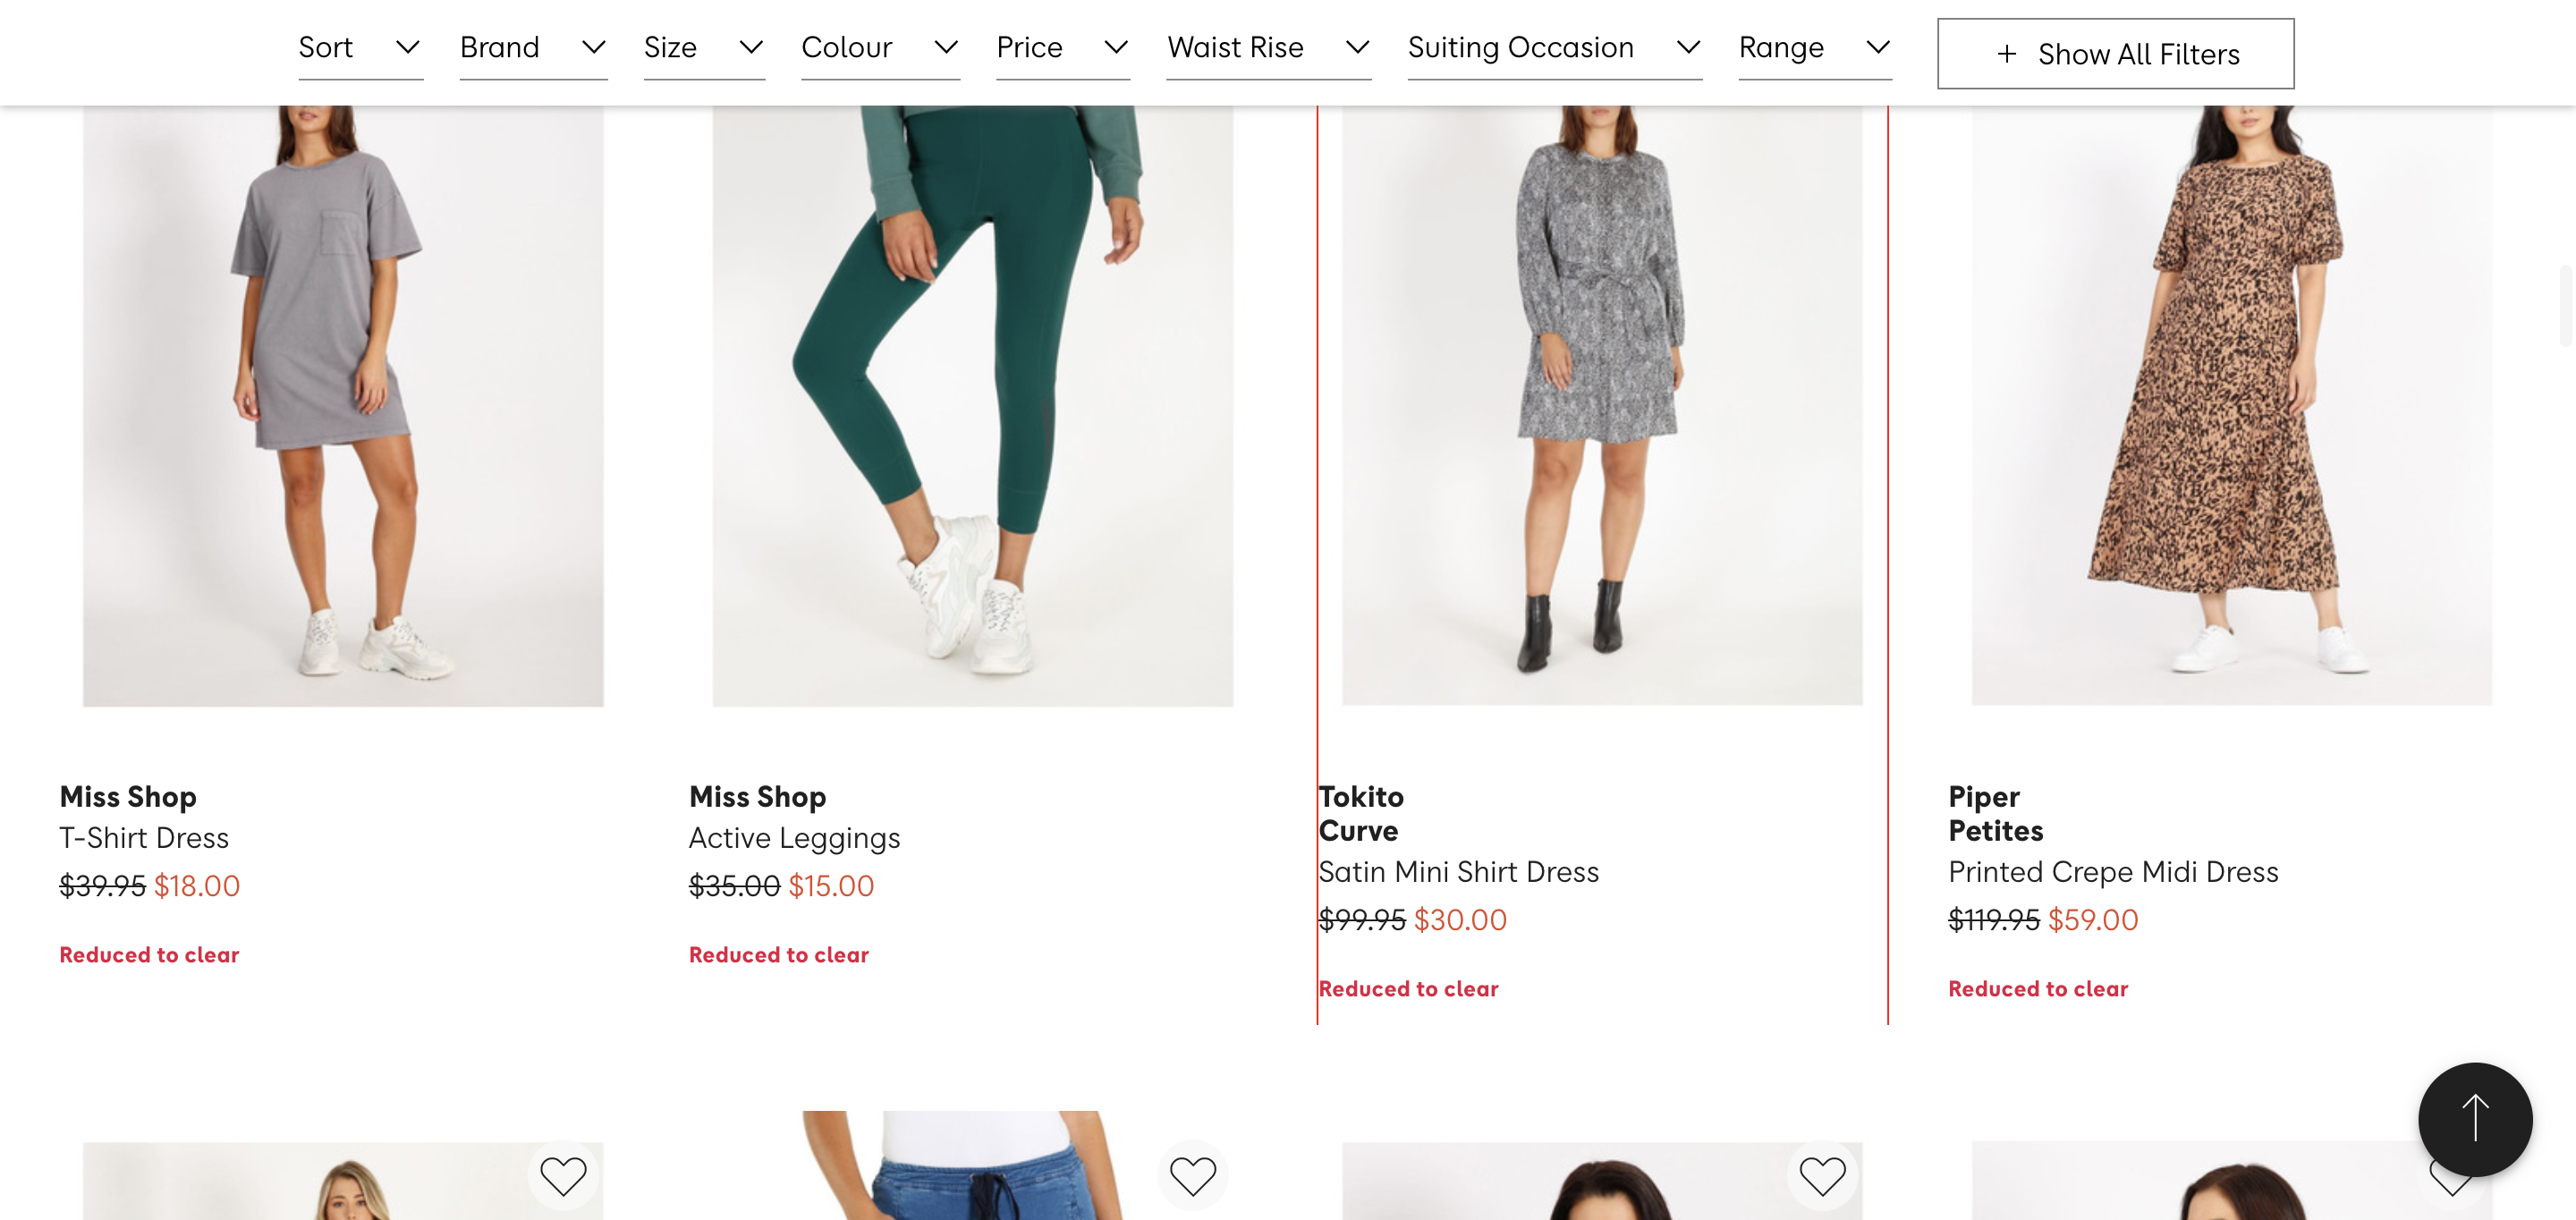 Sort Brand Size Colour Price Waist Rise Suiting Occasion Range + Show All Filters
Miss Shop
T-Shirt Dress
$39.95 $18.00
Reduced to clear
Miss Shop
Active Leggings
$35.00 $15.00
Reduced to clear
Tokito
Curve
Satin Mini Shirt Dress
$99.95 $30.00
Reduced to clear
Piper
Petites
Printed Crepe Midi Dress
$119.95 $59.00
Reduced to clear